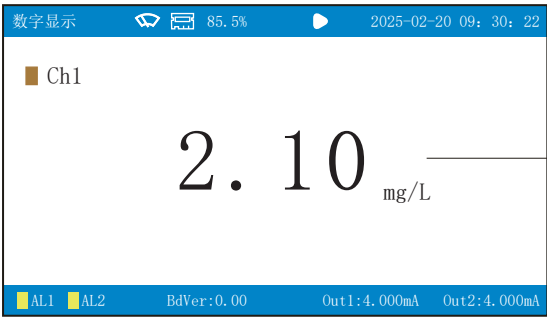 数字显示 85.5% 2025-02-20 09：30：22
Ch1
2.10 mg/L
AL1 AL2 BdVer:0.00 Out1:4.000mA Out2:4.000mA